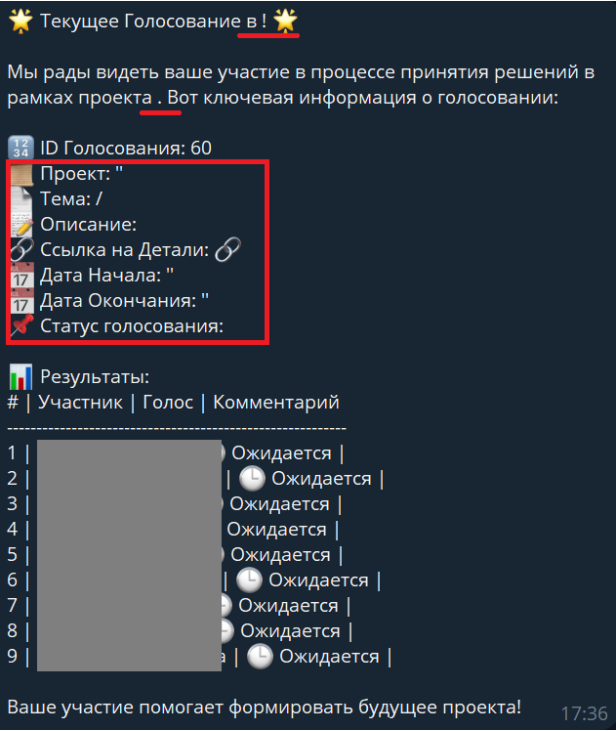 🌟 Текущее Голосование в ! 🌟
Мы рады видеть ваше участие в процессе принятия решений в
рамках проекта . Вот ключевая информация о голосовании:
🔢 ID Голосования: 60
📜 Проект: "
📄 Тема: /
📝 Описание:
🔗 Ссылка на Детали: 🔗
📅 Дата Начала: "
📅 Дата Окончания: "
📌 Статус голосования:
📊 Результаты:
# | Участник | Голос | Комментарий
------------------------------------------------------------
1 | Ожидается |
2 | | 🕒 Ожидается |
3 | Ожидается |
4 | Ожидается |
5 | Ожидается |
6 | | 🕒 Ожидается |
7 | 🕒 Ожидается |
8 | 🕒 Ожидается |
9 | а | 🕒 Ожидается |
Ваше участие помогает формировать будущее проекта!
17:36